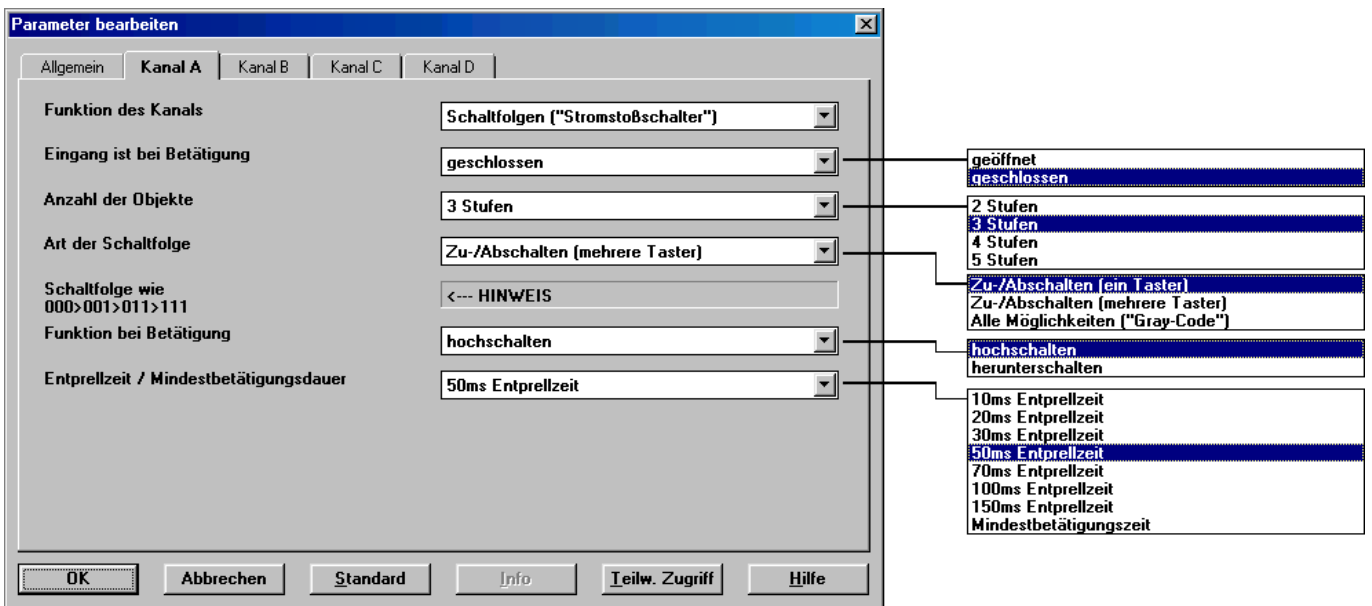 Parameter bearbeiten
Allgemein Kanal A Kanal B Kanal C Kanal D
Funktion des Kanals
Schaltfolgen ("Stromstoßschalter")
Eingang ist bei Betätigung
geschlossen
Anzahl der Objekte
3 Stufen
Art der Schaltfolge
Zu-/Abschalten (mehrere Taster)
Schaltfolge wie
000>001>011>111
<--- HINWEIS
Funktion bei Betätigung
hochschalten
Entprellzeit / Mindestbetätigungsdauer
50ms Entprellzeit
OK Abbrechen Standard Info Teilw. Zugriff Hilfe
geöffnet
geschlossen
2 Stufen
3 Stufen
4 Stufen
5 Stufen
Zu-/Abschalten (ein Taster)
Zu-/Abschalten (mehrere Taster)
Alle Möglichkeiten ("Gray-Code")
hochschalten
herunterschalten
10ms Entprellzeit
20ms Entprellzeit
30ms Entprellzeit
50ms Entprellzeit
70ms Entprellzeit
100ms Entprellzeit
150ms Entprellzeit
Mindestbetätigungszeit